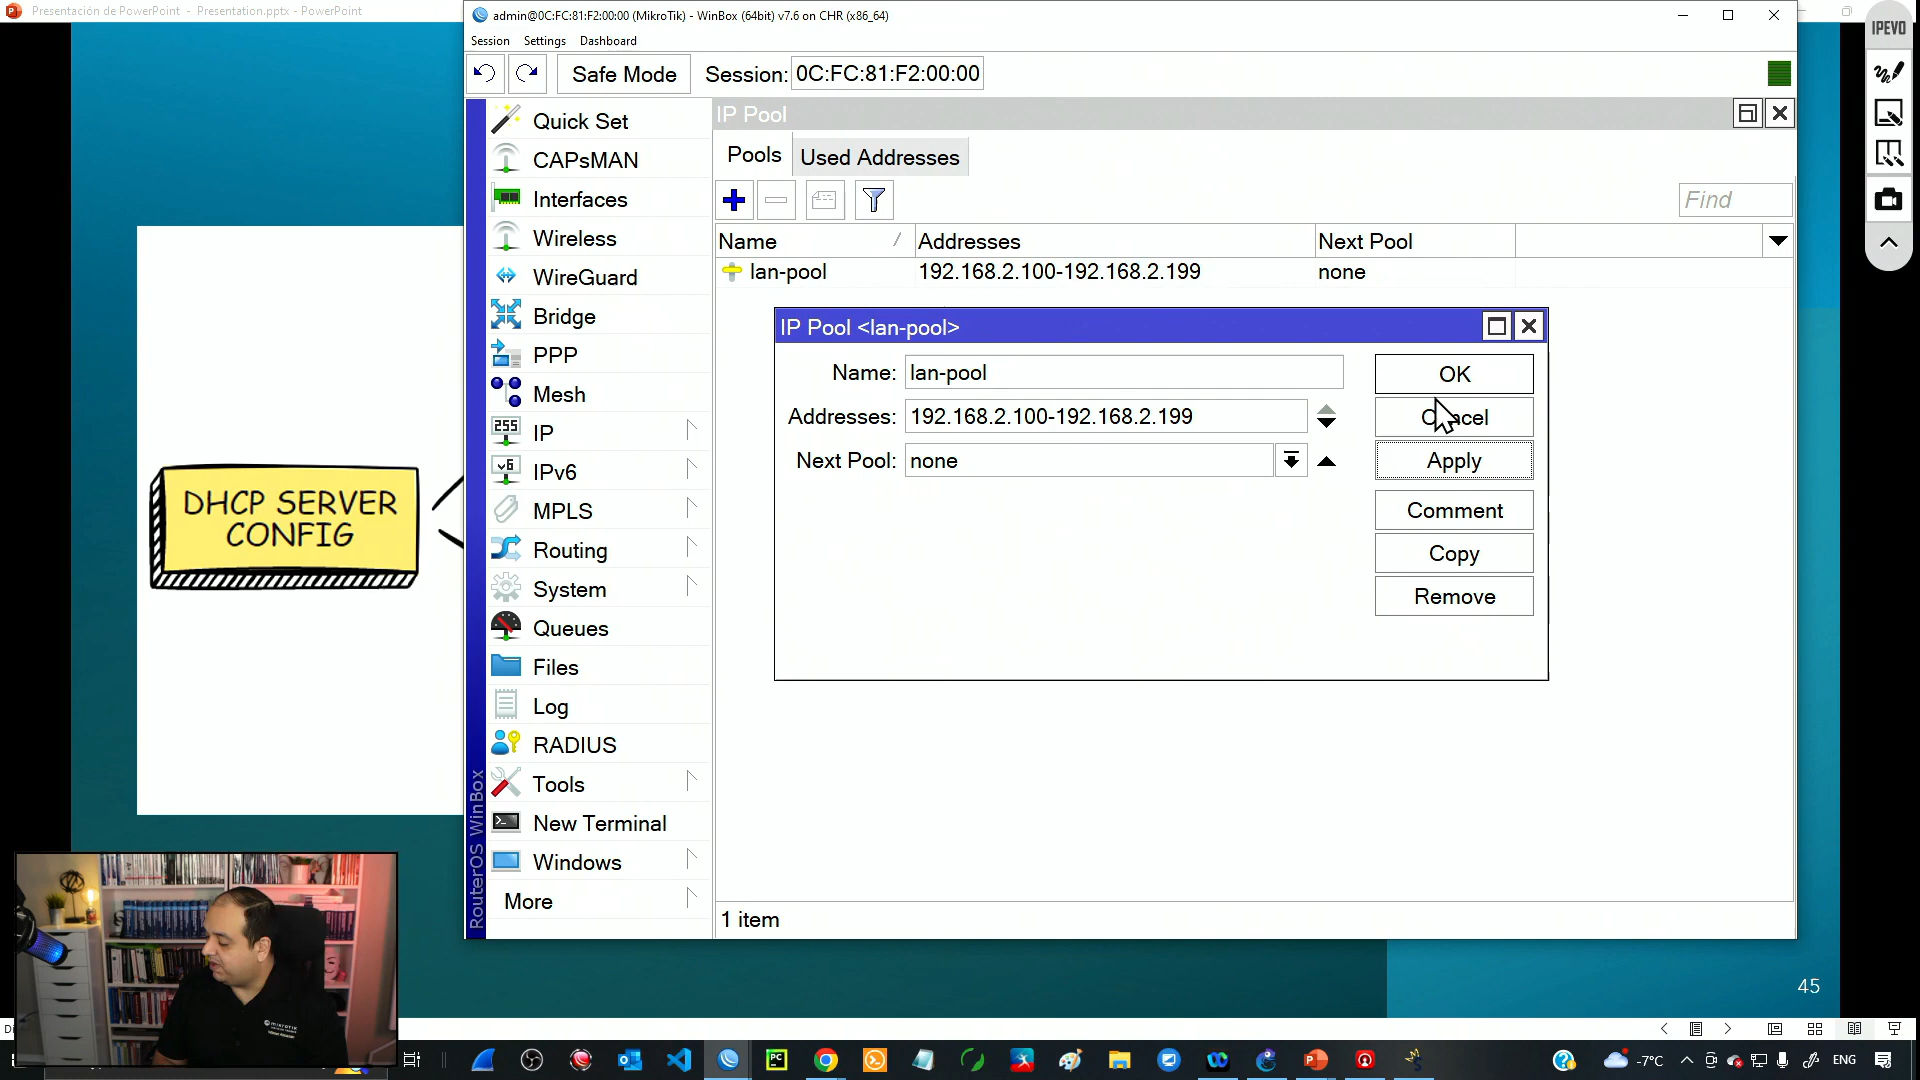 Presentación de PowerPoint - Presentation.pptx - PowerPoint
admin@0C:FC:81:F2:00:00 (MikroTik) - WinBox (64bit) v7.6 on CHR (x86_64)
Session Settings Dashboard
Safe Mode Session: 0C:FC:81:F2:00:00
IPEVO
Quick Set
CAPsMAN
Interfaces
Wireless
WireGuard
Bridge
PPP
Mesh
255 IP
v6 IPv6
MPLS
Routing
System
Queues
Files
Log
RADIUS
Tools
New Terminal
Windows
More
RouterOS WinBox
IP Pool
Pools Used Addresses
Find
Name Addresses Next Pool
lan-pool 192.168.2.100-192.168.2.199 none
IP Pool <lan-pool>
Name: lan-pool
Addresses: 192.168.2.100-192.168.2.199
Next Pool: none
OK
Cancel
Apply
Comment
Copy
Remove
1 item
DHCP SERVER
CONFIG
45
MikroTik
-7°C ENG